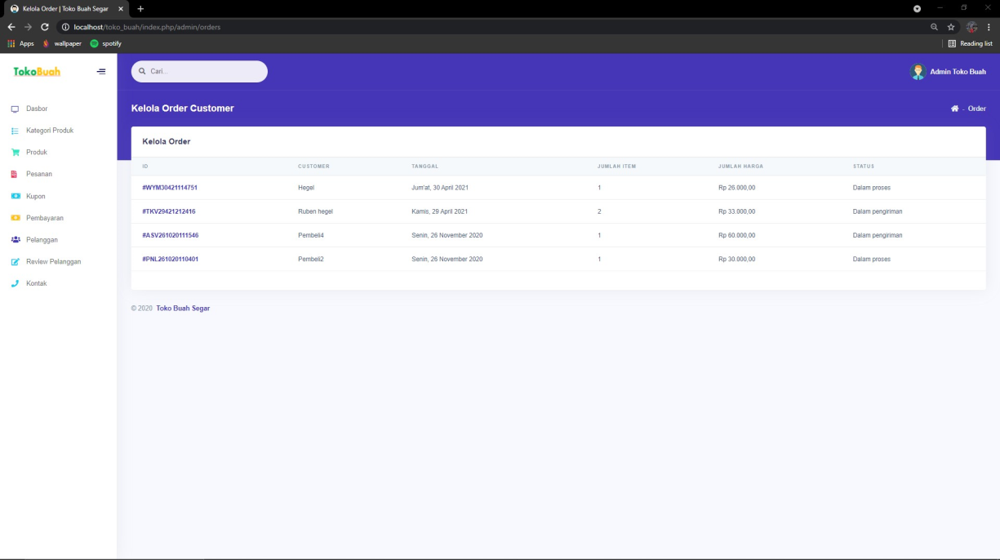 Kelola Order | Toko Buah Segar
localhost/toko_buah/index.php/admin/orders
Apps wallpaper spotify Reading list
TokoBuah
Cari...
Admin Toko Buah
Dasbor
Kategori Produk
Produk
Pesanan
Kupon
Pembayaran
Pelanggan
Review Pelanggan
Kontak
Kelola Order Customer
- Order
Kelola Order
ID CUSTOMER TANGGAL JUMLAH ITEM JUMLAH HARGA STATUS
#WYM30421114751 Hegel Jum'at, 30 April 2021 1 Rp 26.000,00 Dalam proses
#TKV29421212416 Ruben hegel Kamis, 29 April 2021 2 Rp 33.000,00 Dalam pengiriman
#ASV261020111546 Pembeli4 Senin, 26 November 2020 1 Rp 60.000,00 Dalam pengiriman
#PNL261020110401 Pembeli2 Senin, 26 November 2020 1 Rp 30.000,00 Dalam proses
© 2020 Toko Buah Segar